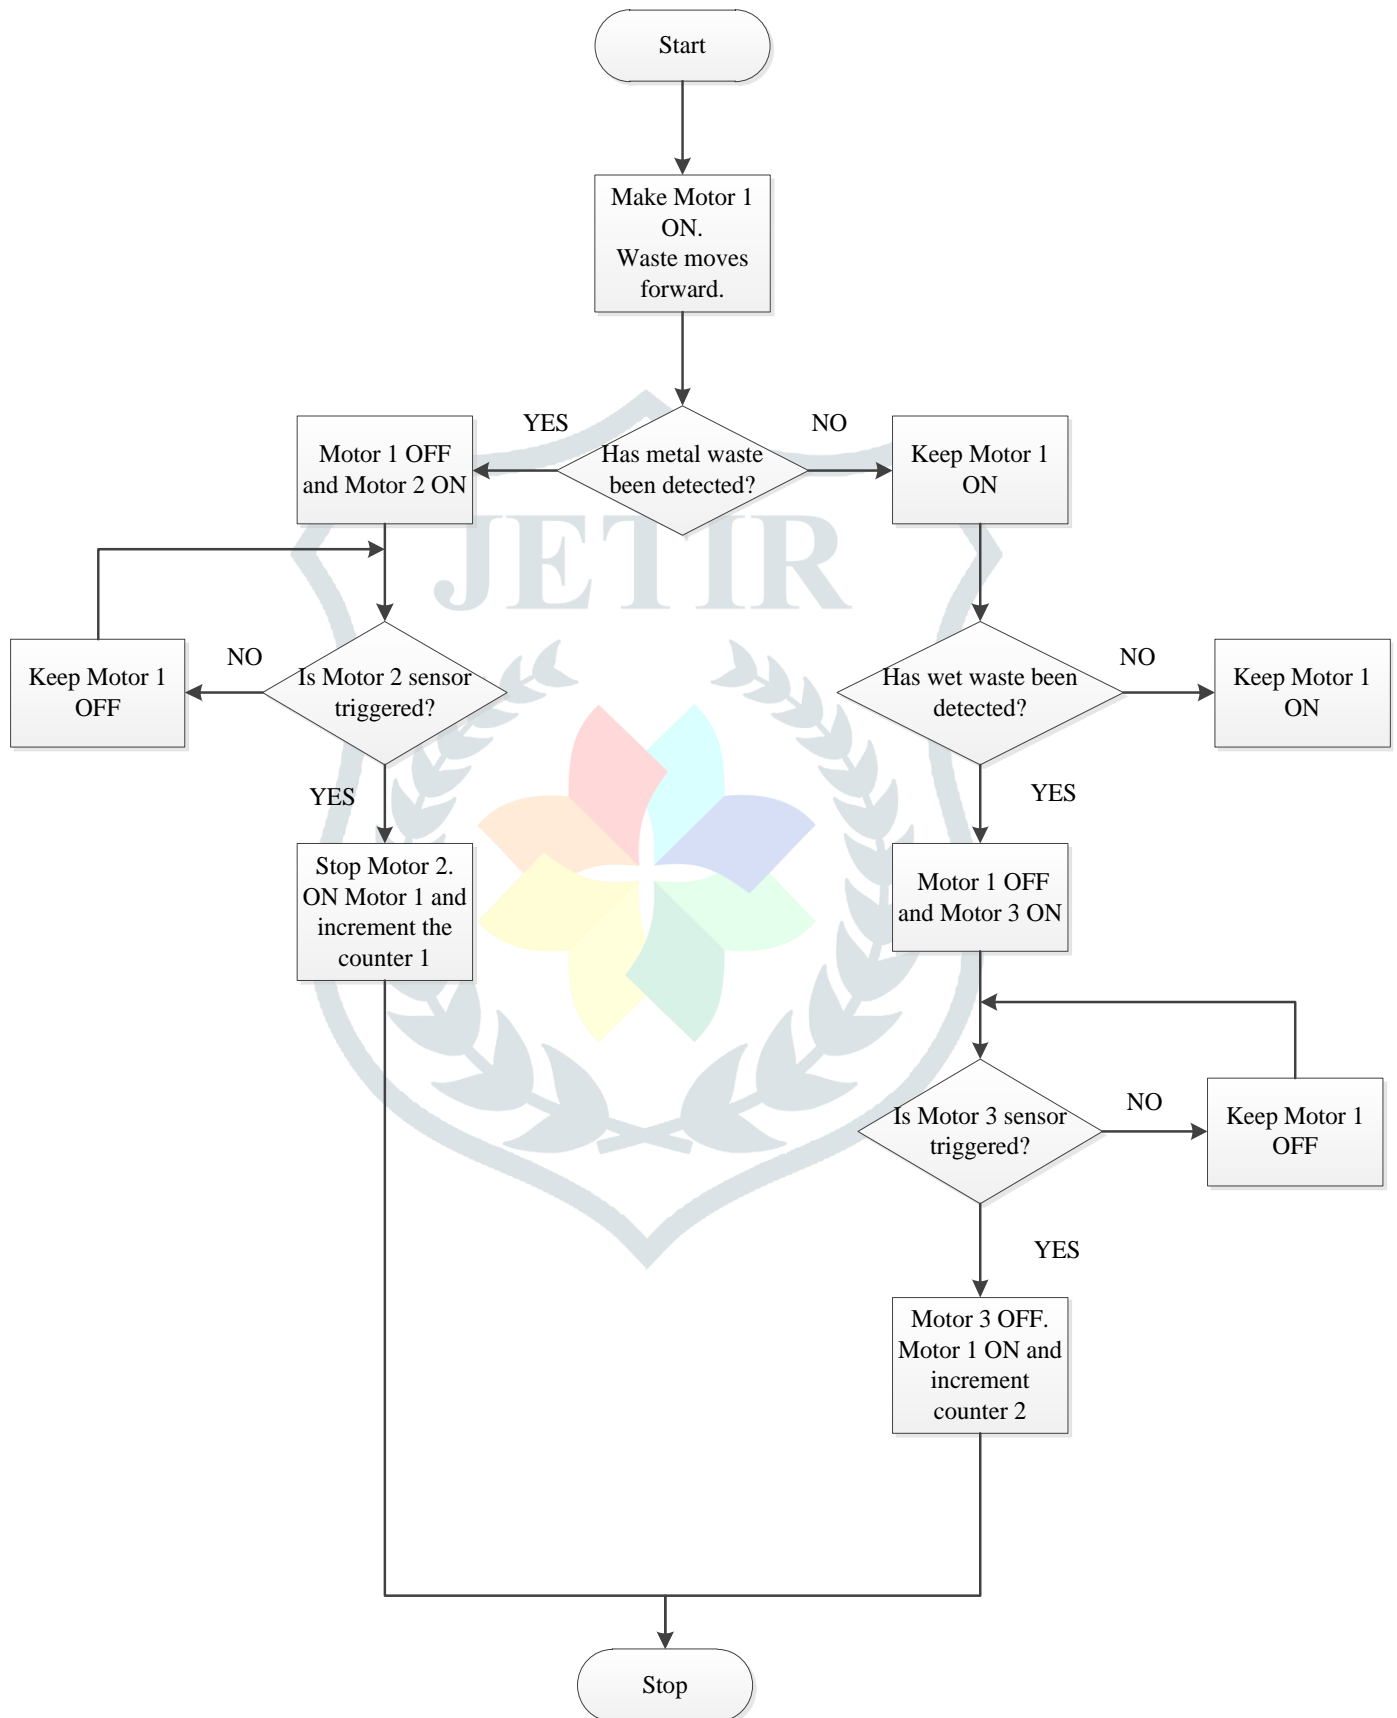 Start
Make Motor 1
ON.
Waste moves
forward.
YES
NO
Motor 1 OFF
and Motor 2 ON
Has metal waste
been detected?
Keep Motor 1
ON
JETIR
Keep Motor 1
OFF
NO
Is Motor 2 sensor
triggered?
Has wet waste been
detected?
NO
Keep Motor 1
ON
YES
YES
Stop Motor 2.
ON Motor 1 and
increment the
counter 1
Motor 1 OFF
and Motor 3 ON
Is Motor 3 sensor
triggered?
NO
Keep Motor 1
OFF
YES
Motor 3 OFF.
Motor 1 ON and
increment
counter 2
Stop